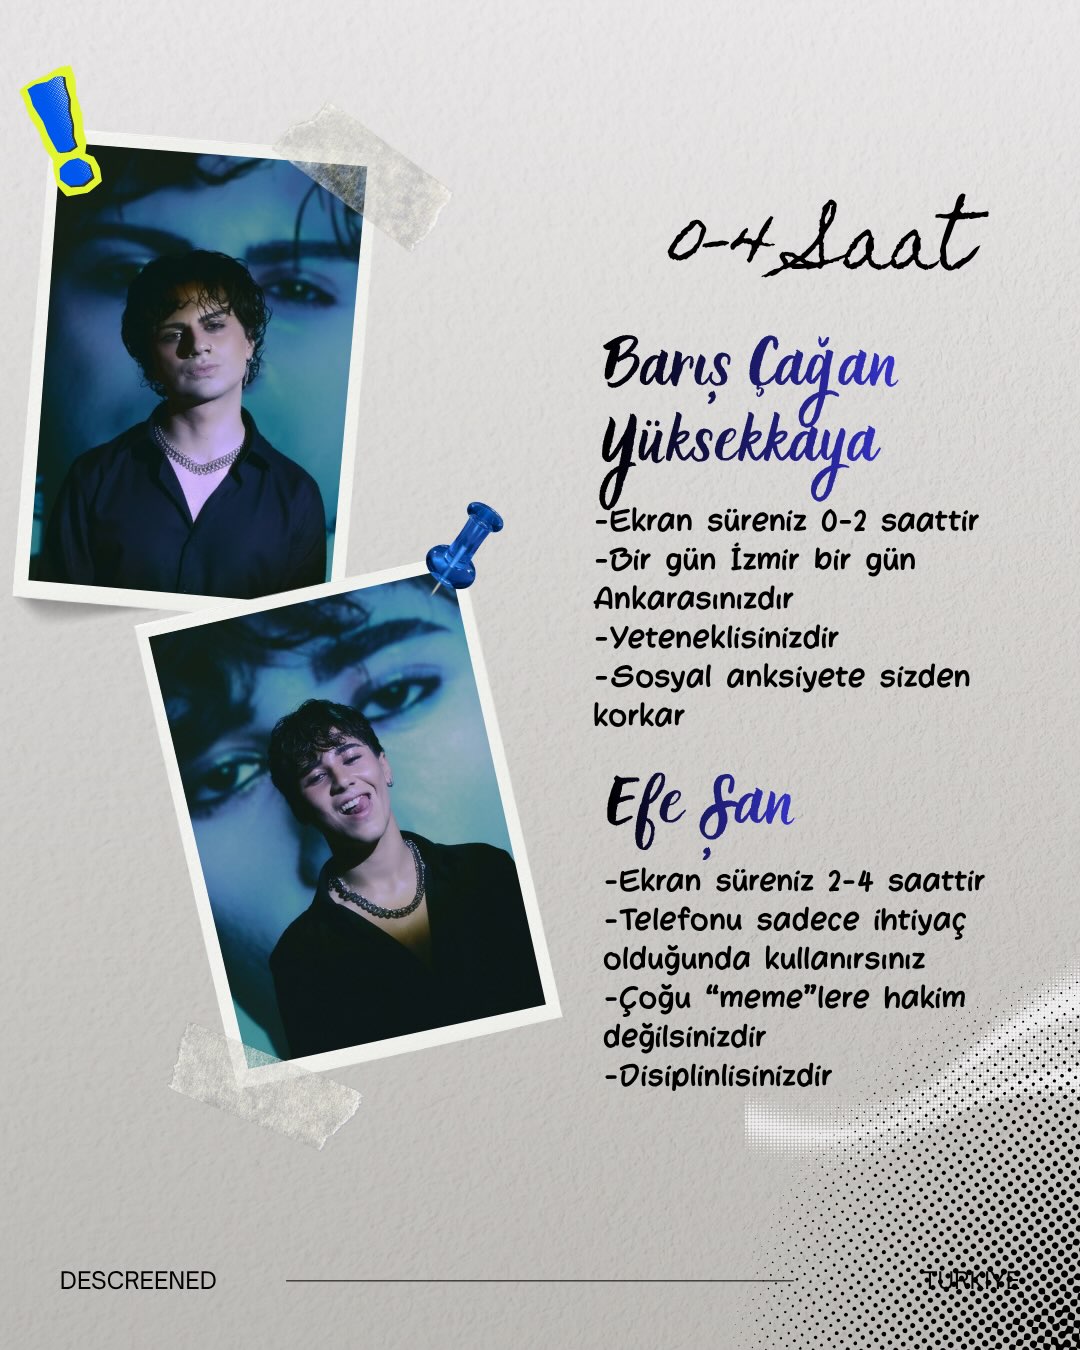 0-4 Saat
Barış Çağan
Yüksekkaya
-Ekran süreniz 0-2 saattir
-Bir gün İzmir bir gün
Ankarasınızdır
-Yeteneklisinizdir
-Sosyal anksiyete sizden
korkar
Efe Şan
-Ekran süreniz 2-4 saattir
-Telefonu sadece ihtiyaç
olduğunda kullanırsınız
-Çoğu “meme”lere hakim
değilsinizdir
-Disiplinlisinizdir
DESCREENED
TÜRKİYE